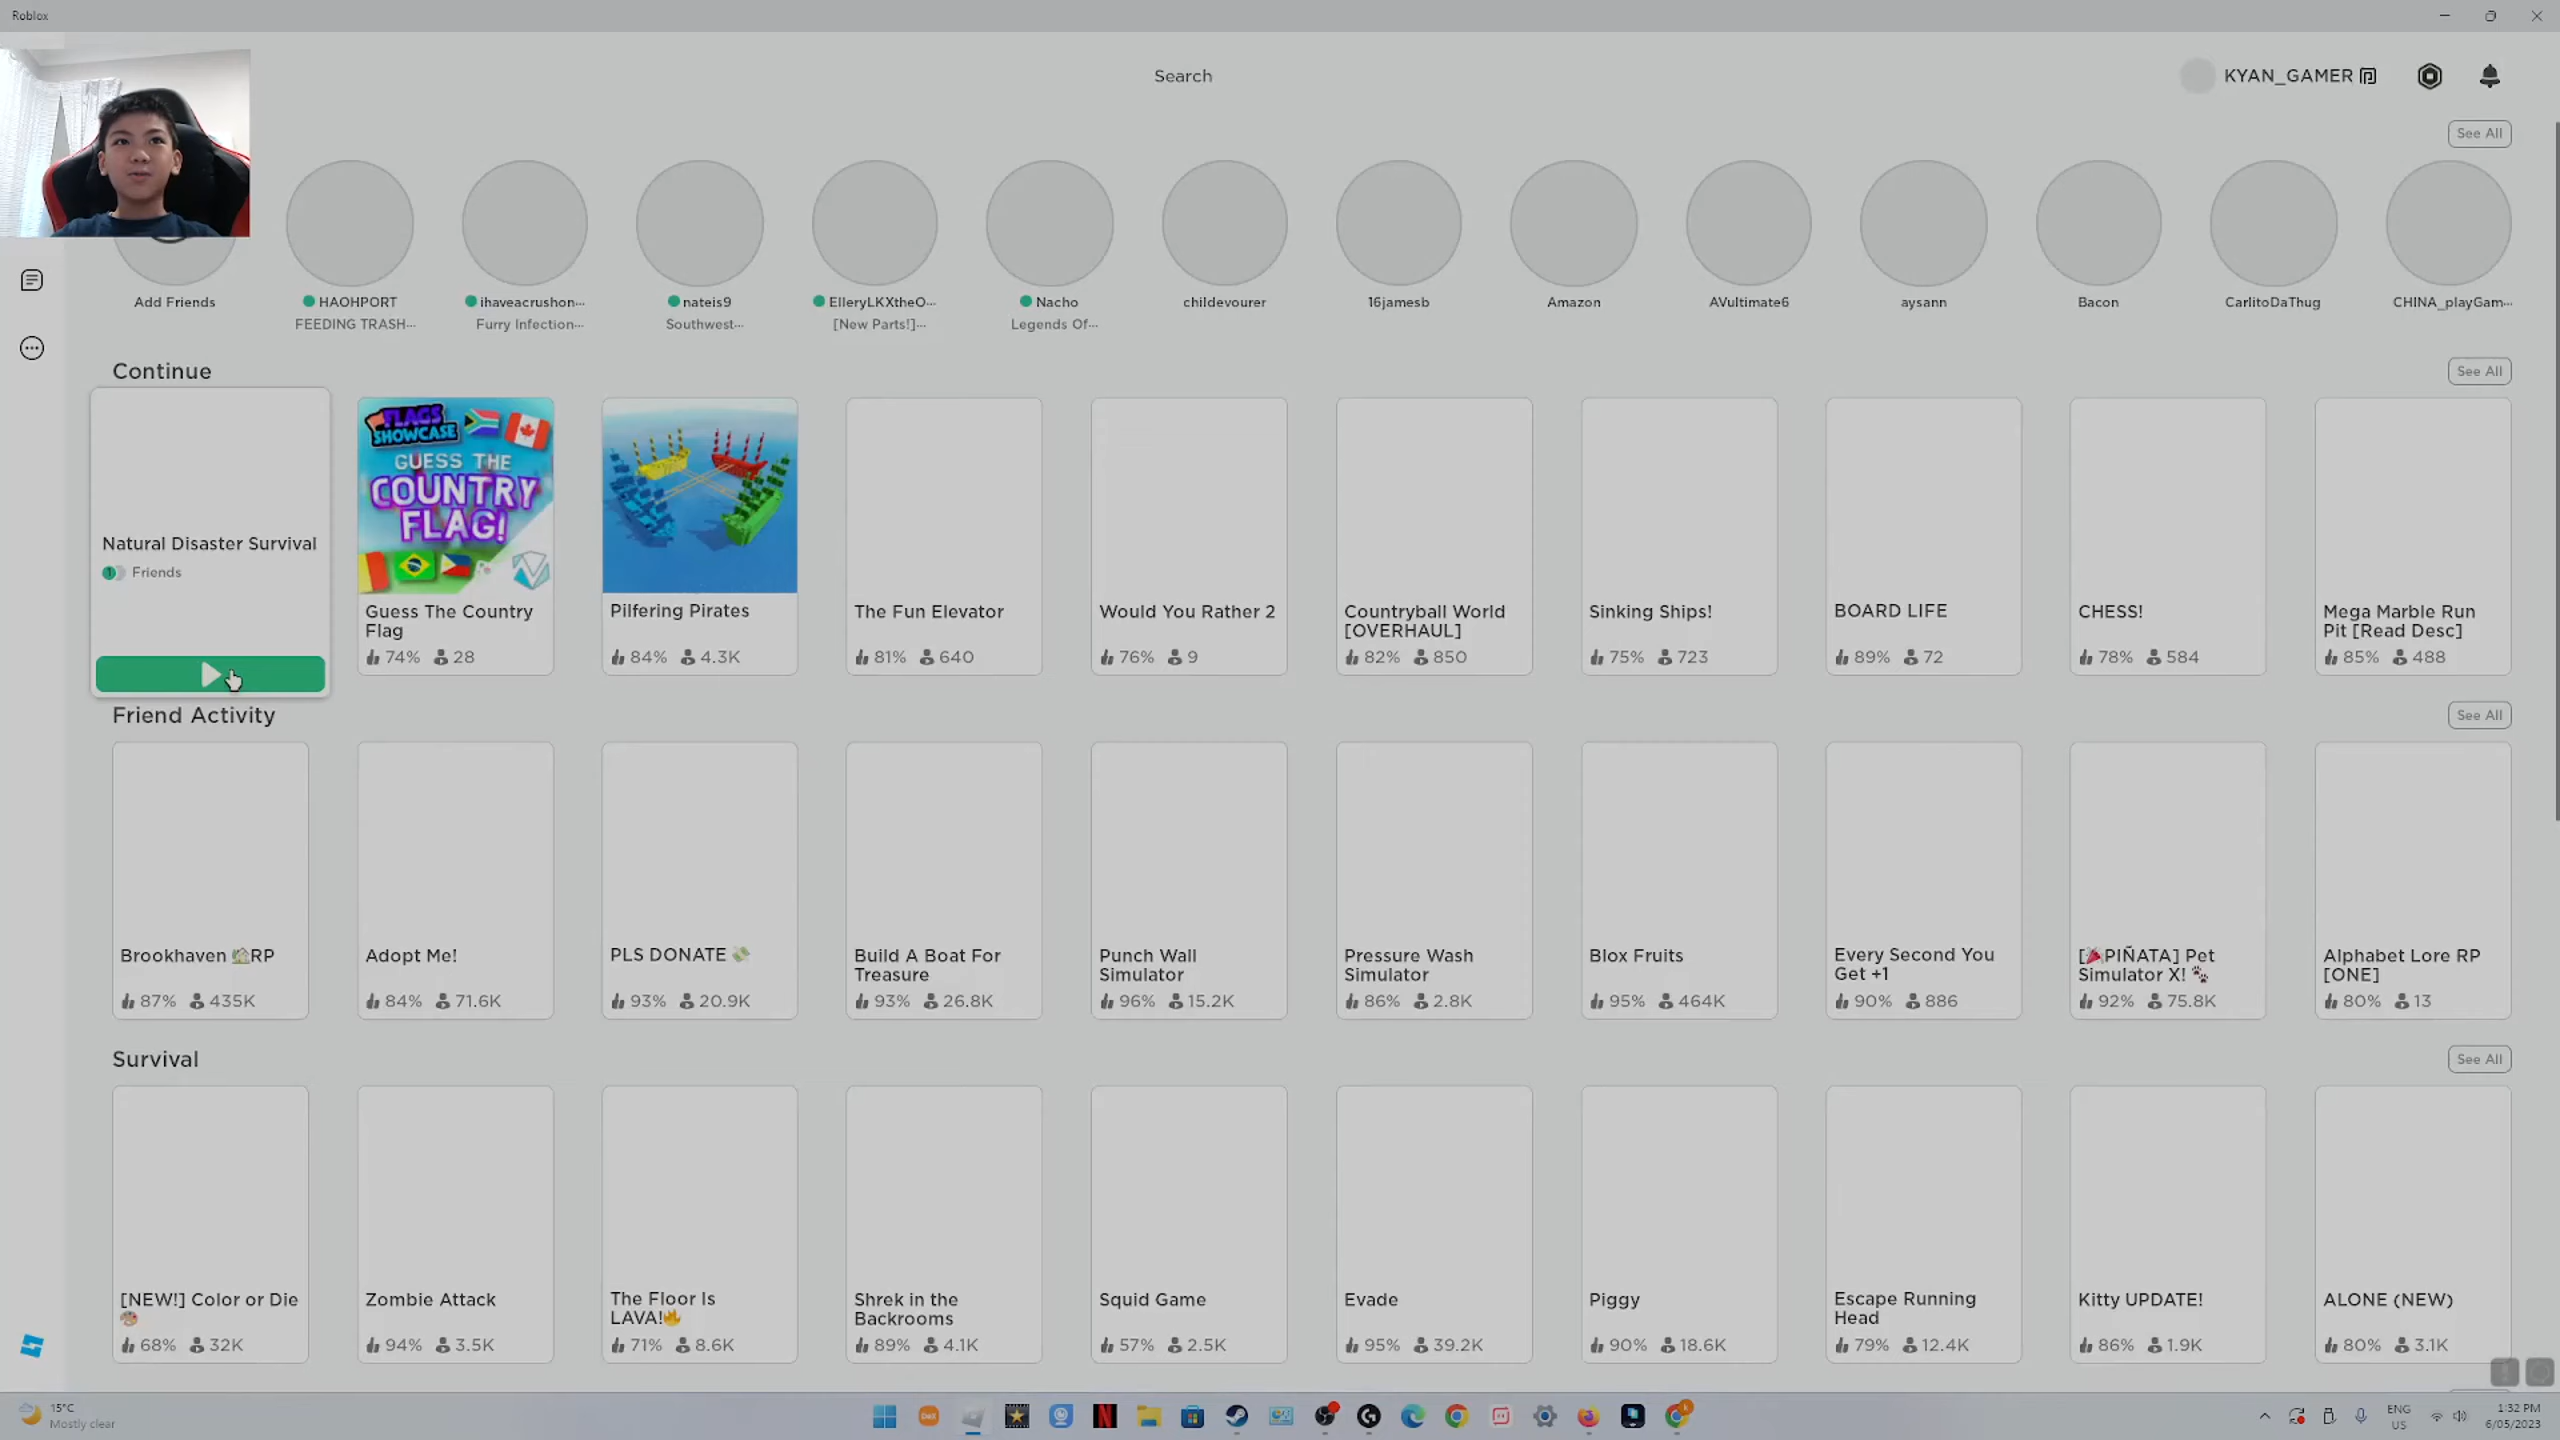 Roblox
Search
KYAN_GAMER
See All
Add Friends
HAOHPORT
FEEDING TRASH...
ihaveacrushon...
Furry Infection...
nateis9
Southwest...
ElleryLKXtheO...
[New Parts!]...
Nacho
Legends Of...
childevourer
16jamesb
Amazon
AVultimate6
aysann
Bacon
CarlitoDaThug
CHINA_playGam...
Continue
See All
Natural Disaster Survival
1 Friends
FLAGS
SHOWCASE
GUESS THE
COUNTRY
FLAG!
Guess The Country
Flag
74% 28
Pilfering Pirates
84% 4.3K
The Fun Elevator
81% 640
Would You Rather 2
76% 9
Countryball World
[OVERHAUL]
82% 850
Sinking Ships!
75% 723
BOARD LIFE
89% 72
CHESS!
78% 584
Mega Marble Run
Pit [Read Desc]
85% 488
Friend Activity
See All
Brookhaven 🏡RP
87% 435K
Adopt Me!
84% 71.6K
PLS DONATE 💸
93% 20.9K
Build A Boat For
Treasure
93% 26.8K
Punch Wall
Simulator
96% 15.2K
Pressure Wash
Simulator
86% 2.8K
Blox Fruits
95% 464K
Every Second You
Get +1
90% 886
[🎉PIÑATA] Pet
Simulator X! 🐾
92% 75.8K
Alphabet Lore RP
[ONE]
80% 13
Survival
See All
[NEW!] Color or Die
🎨
68% 32K
Zombie Attack
94% 3.5K
The Floor Is
LAVA!🔥
71% 8.6K
Shrek in the
Backrooms
89% 4.1K
Squid Game
57% 2.5K
Evade
95% 39.2K
Piggy
90% 18.6K
Escape Running
Head
79% 12.4K
Kitty UPDATE!
86% 1.9K
ALONE (NEW)
80% 3.1K
15°C
Mostly clear
DeX
ENG
US
1:32 PM
6/05/2023